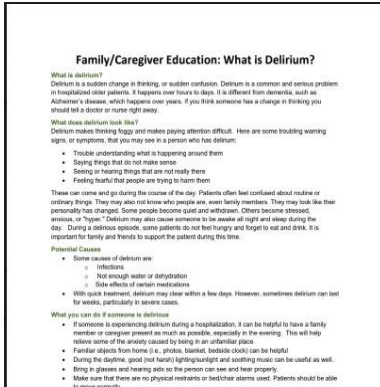 Family/Caregiver Education: What is Delirium?
What is delirium?
Delirium is a sudden change in thinking, or sudden confusion. Delirium is a common and serious problem
in hospitalized older patients. It happens over hours to days. It is different from dementia, such as
Alzheimer's disease, which happens over years. If you think someone has a change in thinking you
should tell a doctor or nurse right away.
What does delirium look like?
Delirium makes thinking foggy and makes paying attention difficult. Here are some troubling warning
signs, or symptoms, that you may see in a person who has delirium:
• Trouble understanding what is happening around them
• Saying things that do not make sense
• Seeing or hearing things that are not really there
• Feeling fearful that people are trying to harm them
These can come and go during the course of the day. Patients often feel confused about routine or
ordinary things. They may also not know who people are, even family members. They may look like their
personality has changed. Some people become quiet and withdrawn. Others become stressed,
anxious, or "hyper." Delirium may also cause someone to be awake all night and sleep during the
day. During a delirious episode, some patients do not feel hungry and forget to eat and drink. It is
important for family and friends to support the patient during this time.
Potential Causes
• Some causes of delirium are:
o Infections
o Not enough water or dehydration
o Side effects of certain medications
• With quick treatment, delirium may clear within a few days. However, sometimes delirium can last
for weeks, particularly in severe cases.
What you can do if someone is delirious
• If someone is experiencing delirium during a hospitalization, it can be helpful to have a family
member or caregiver present as much as possible, especially in the evening. This will help
relieve some of the anxiety caused by being in an unfamiliar place.
• Familiar objects from home (i.e., photos, blanket, bedside clock) can be helpful
• During the daytime, good (not harsh) lighting/sunlight and soothing music can be useful as well.
• Bring in glasses and hearing aids so the person can see and hear properly.
• Make sure that there are no physical restraints or bed/chair alarms used. Patients should be able
to move normally